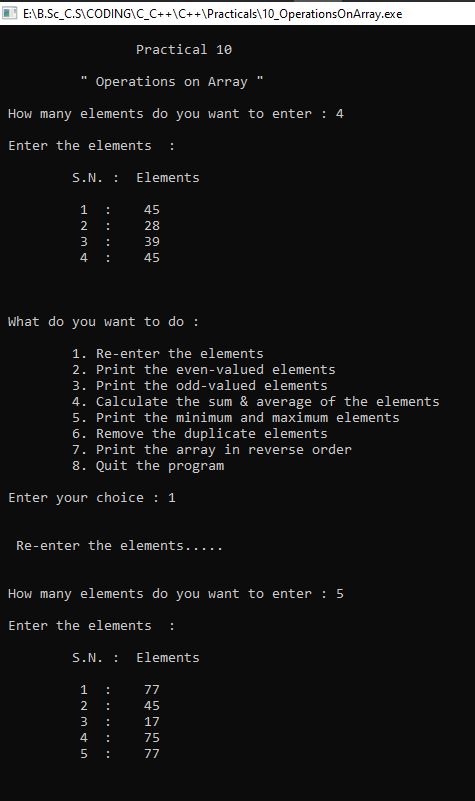 E:\B.Sc_C.S\CODING\C_C++\C++\Practicals\10_OperationsOnArray.exe
Practical 10
" Operations on Array "
How many elements do you want to enter : 4
Enter the elements  :
S.N. :  Elements
1  :    45
2  :    28
3  :    39
4  :    45
What do you want to do :
1. Re-enter the elements
2. Print the even-valued elements
3. Print the odd-valued elements
4. Calculate the sum & average of the elements
5. Print the minimum and maximum elements
6. Remove the duplicate elements
7. Print the array in reverse order
8. Quit the program
Enter your choice : 1
Re-enter the elements.....
How many elements do you want to enter : 5
Enter the elements  :
S.N. :  Elements
1  :    77
2  :    45
3  :    17
4  :    75
5  :    77